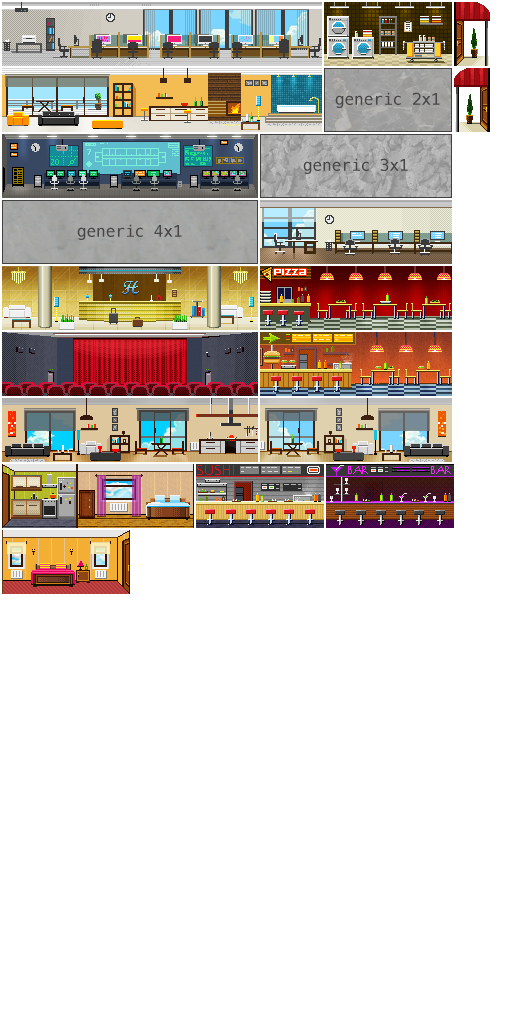 generic 2x1
generic 3x1
generic 4x1
H
PIZZA
SUSHI
BAR BAR